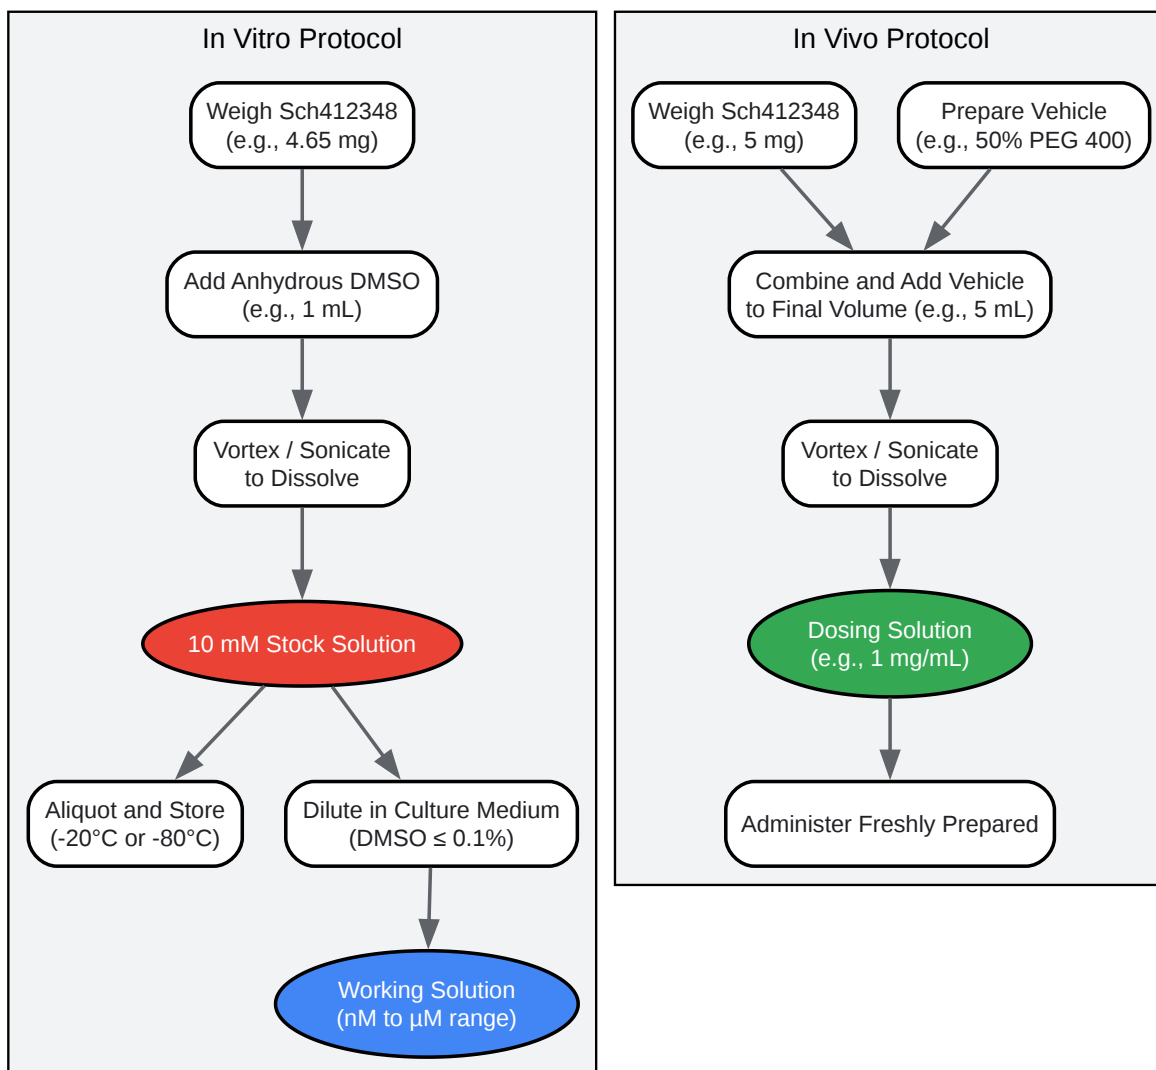 In Vitro Protocol
Weigh Sch412348
(e.g., 4.65 mg)
Add Anhydrous DMSO
(e.g., 1 mL)
Vortex / Sonicate
to Dissolve
10 mM Stock Solution
Aliquot and Store
(-20°C or -80°C)
Dilute in Culture Medium
(DMSO ≤ 0.1%)
Working Solution
(nM to µM range)
In Vivo Protocol
Weigh Sch412348
(e.g., 5 mg)
Prepare Vehicle
(e.g., 50% PEG 400)
Combine and Add Vehicle
to Final Volume (e.g., 5 mL)
Vortex / Sonicate
to Dissolve
Dosing Solution
(e.g., 1 mg/mL)
Administer Freshly Prepared